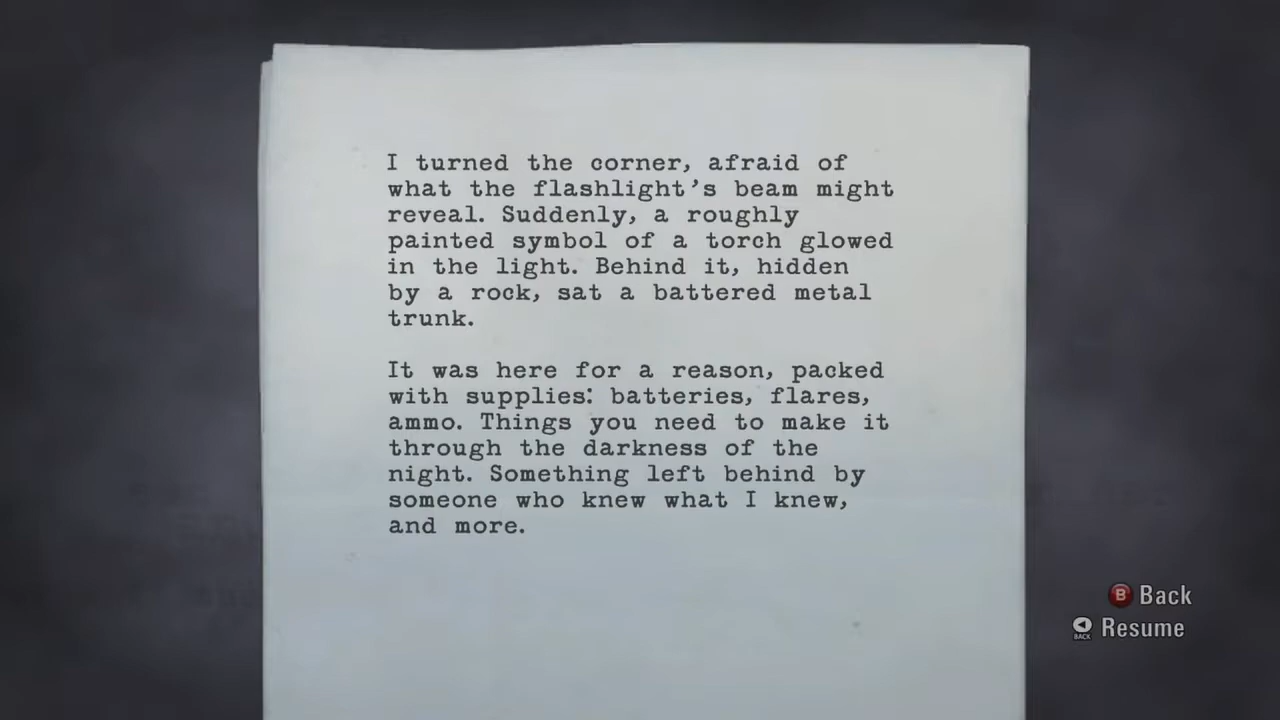 I turned the corner, afraid of
what the flashlight's beam might
reveal. Suddenly, a roughly
painted symbol of a torch glowed
in the light. Behind it, hidden
by a rock, sat a battered metal
trunk.
It was here for a reason, packed
with supplies: batteries, flares,
ammo. Things you need to make it
through the darkness of the
night. Something left behind by
someone who knew what I knew,
and more.
B Back
BACK Resume